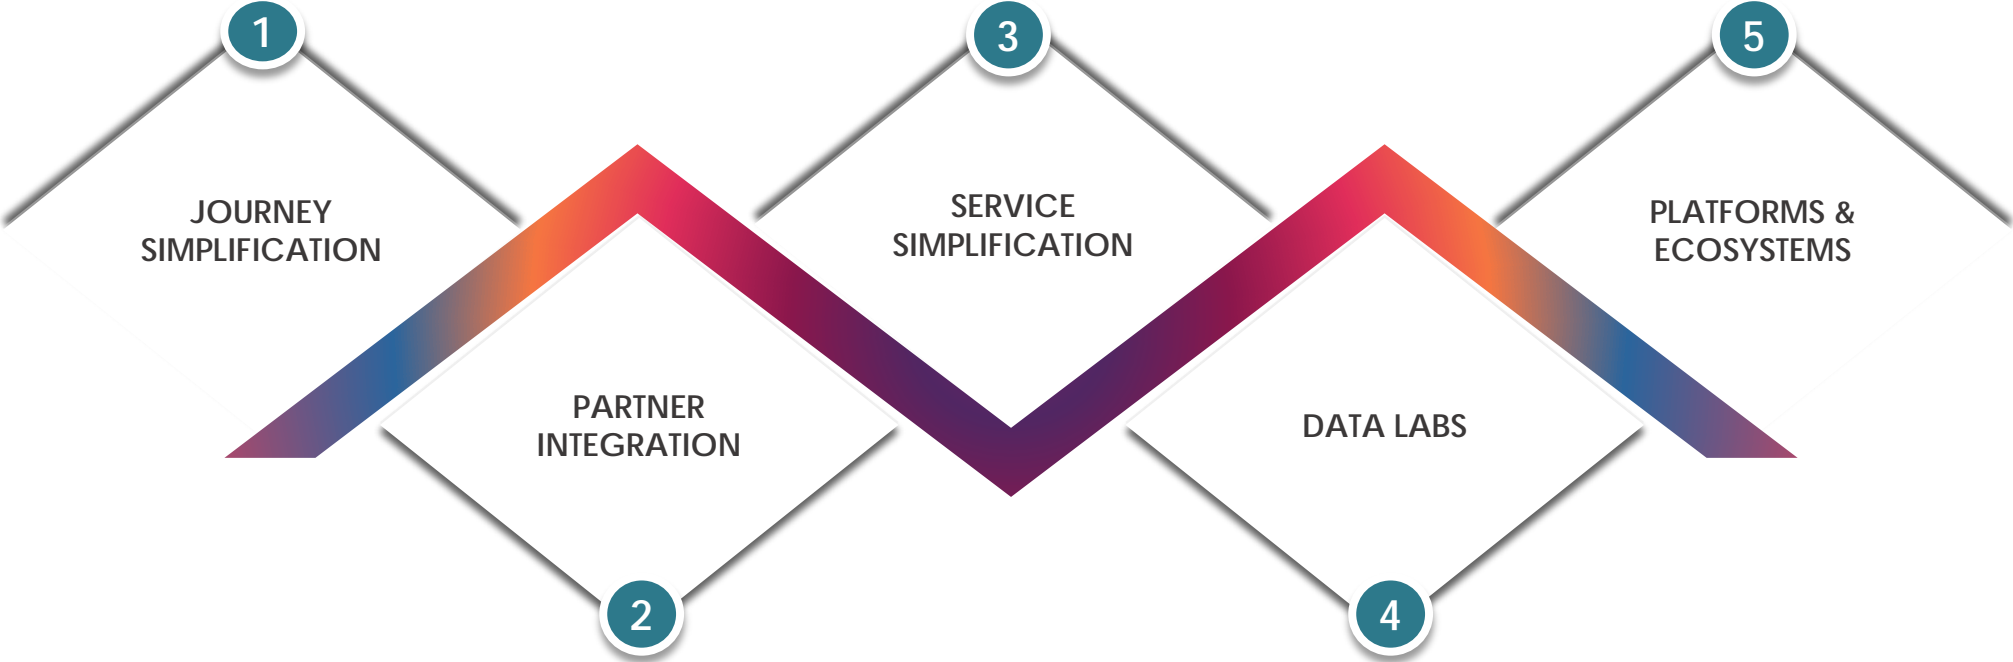 1
JOURNEY
SIMPLIFICATION
2
PARTNER
INTEGRATION
3
SERVICE
SIMPLIFICATION
4
DATA LABS
5
PLATFORMS &
ECOSYSTEMS